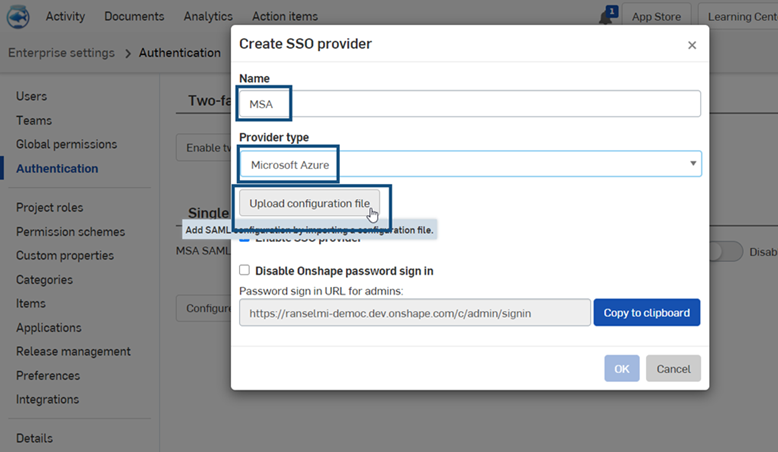 Activity
Documents
Analytics
Action items
1
App Store
Learning Cent
Enterprise settings > Authentication
Users
Teams
Global permissions
Authentication
Project roles
Permission schemes
Custom properties
Categories
Items
Applications
Release management
Preferences
Integrations
Details
Two-fa
Enable tw
Single
MSA SAML
Disab
Configure
Create SSO provider
×
Name
MSA
Provider type
Microsoft Azure
Upload configuration file
Add SAML configuration by importing a configuration file.
Enable SSO provider
Disable Onshape password sign in
Password sign in URL for admins:
https://ranselmi-democ.dev.onshape.com/c/admin/signin
Copy to clipboard
OK
Cancel